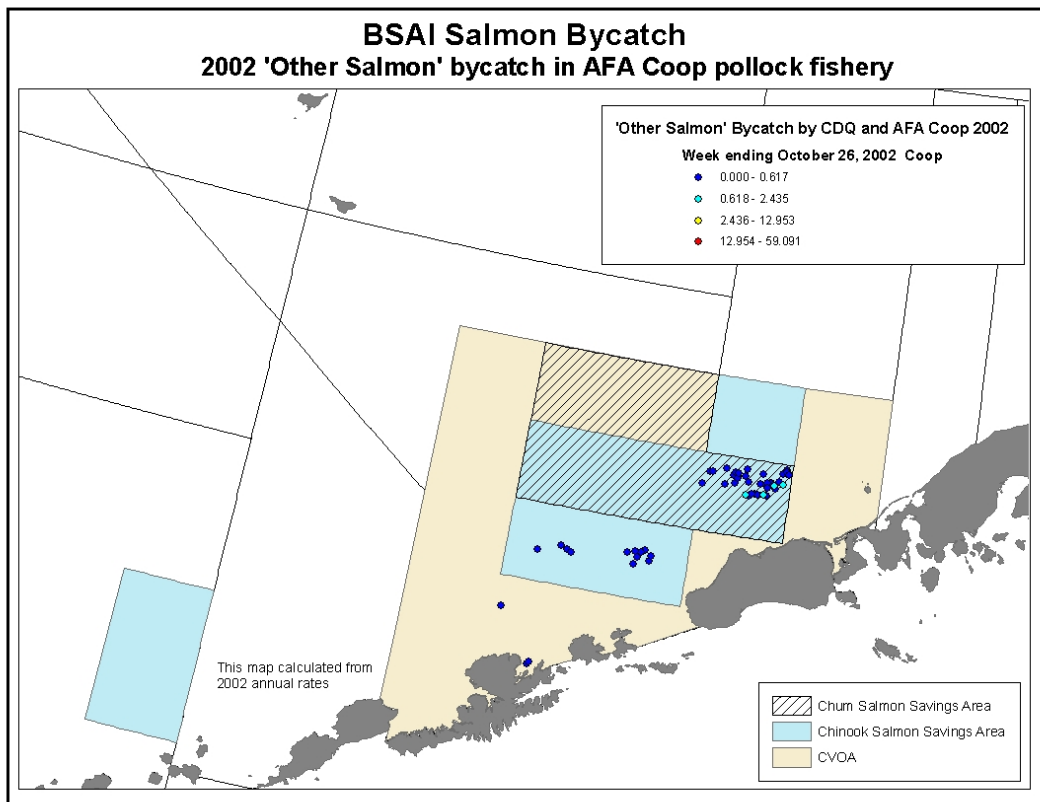 BSAI Salmon Bycatch
2002 'Other Salmon' bycatch in AFA Coop pollock fishery
'Other Salmon' Bycatch by CDQ and AFA Coop 2002
Week ending October 26, 2002 Coop
0.000 - 0.617
0.618 - 2.435
2.436 - 12.953
12.954 - 59.091
This map calculated from
2002 annual rates
Chum Salmon Savings Area
Chinook Salmon Savings Area
CVOA